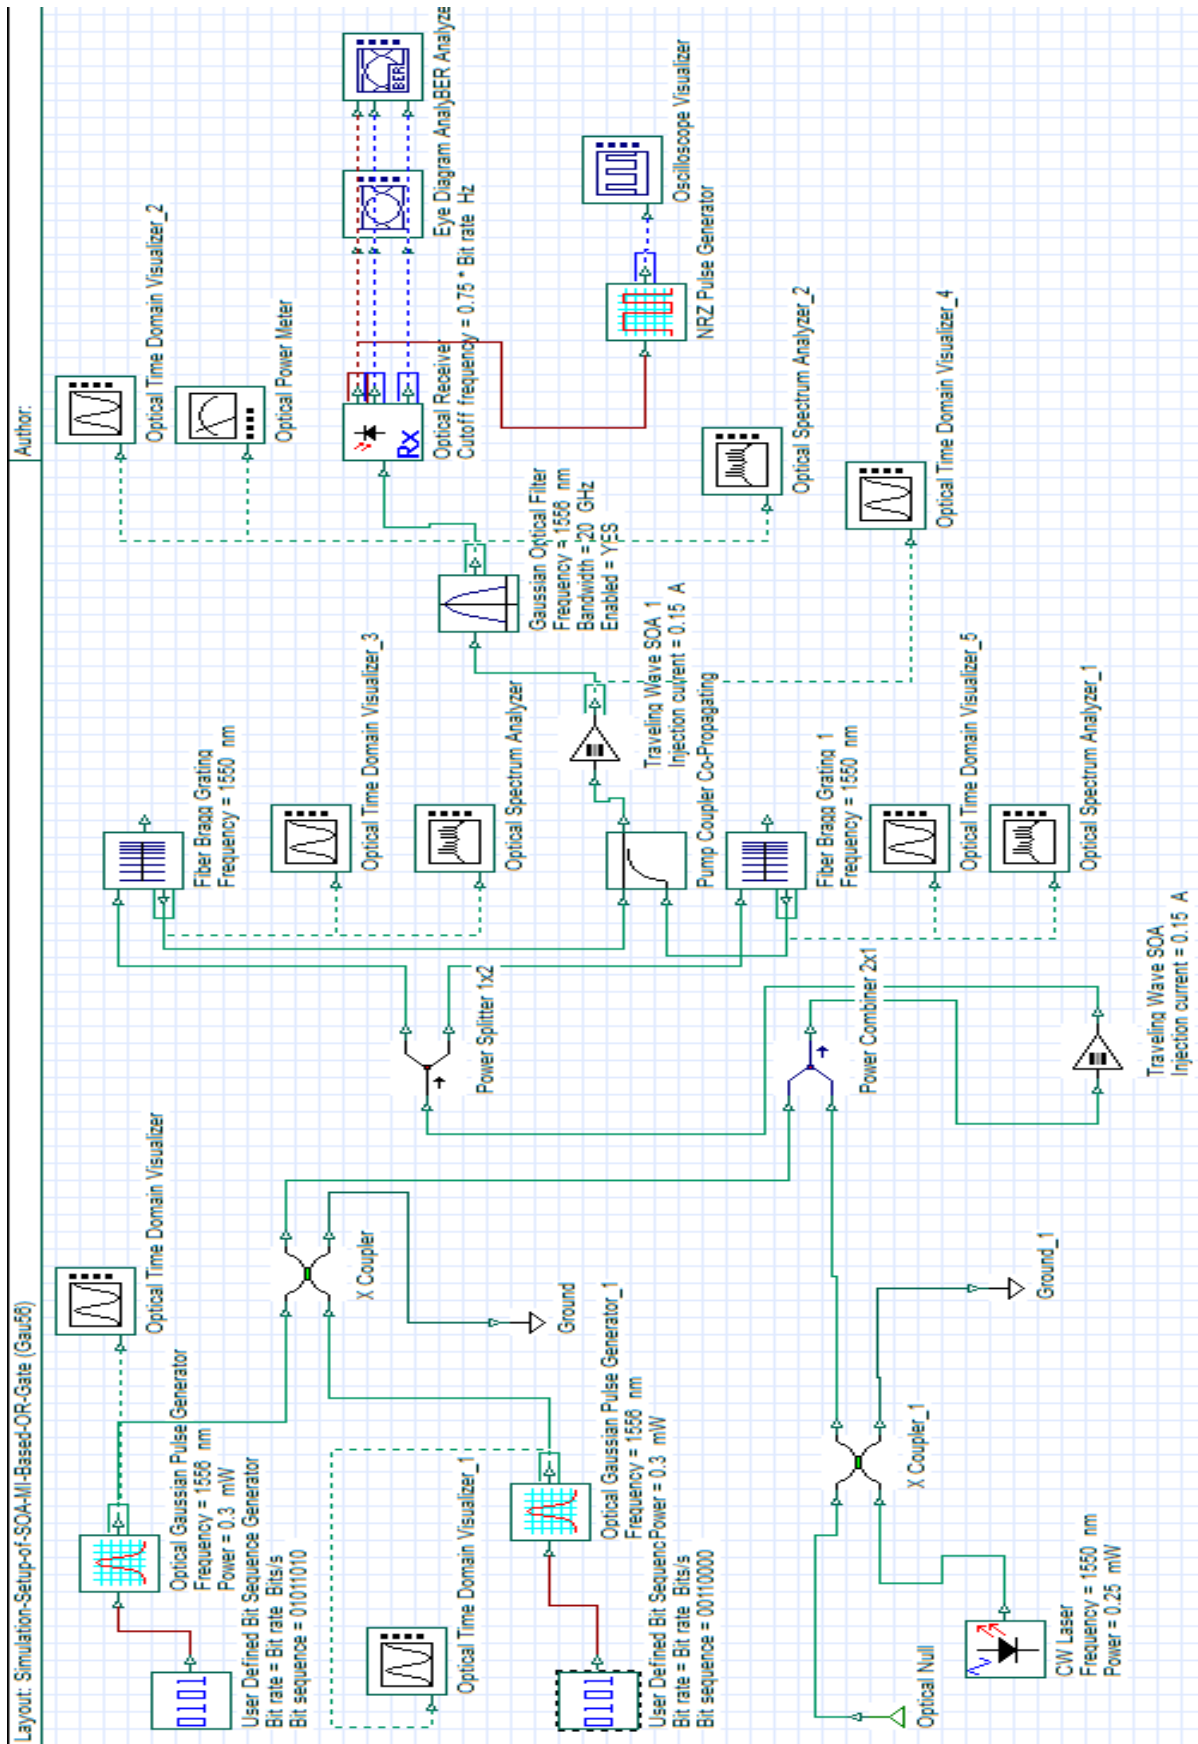 Layout: Simulation-Setup-of-SOA-MI-Based-OR-Gate (Gau56)
Author:
Optical Time Domain Visualizer
Optical Gaussian Pulse Generator
Frequency = 1556 nm
Power = 0.3 mW
0101
User Defined Bit Sequence Generator
Bit rate = Bit rate Bits/s
Bit sequence = 01011010
X Coupler
Ground
Optical Time Domain Visualizer_1
Optical Gaussian Pulse Generator_1
Frequency = 1556 nm
Power = 0.3 mW
0101
User Defined Bit Sequenc
Bit rate = Bit rate Bits/s
Bit sequence = 00110000
X Coupler_1
Ground_1
Optical Null
CW Laser
Frequency = 1550 nm
Power = 0.25 mW
Power Splitter 1x2
Power Combiner 2x1
Traveling Wave SOA
Injection current = 0.15 A
Fiber Bragg Grating
Frequency = 1550 nm
Optical Time Domain Visualizer_3
Optical Spectrum Analyzer
Pump Coupler Co-Propagating
Fiber Bragg Grating 1
Frequency = 1550 nm
Optical Time Domain Visualizer_5
Optical Spectrum Analyzer_1
Traveling Wave SOA 1
Injection current = 0.15 A
Gaussian Optical Filter
Frequency = 1556 nm
Bandwidth = 20 GHz
Enabled = YES
Optical Time Domain Visualizer_2
Optical Power Meter
Rx
Optical Receiver
Cutoff frequency = 0.75 * Bit rate Hz
Eye Diagram Analy
BER
BER Analyze
NRZ Pulse Generator
Oscilloscope Visualizer
Optical Spectrum Analyzer_2
Optical Time Domain Visualizer_4